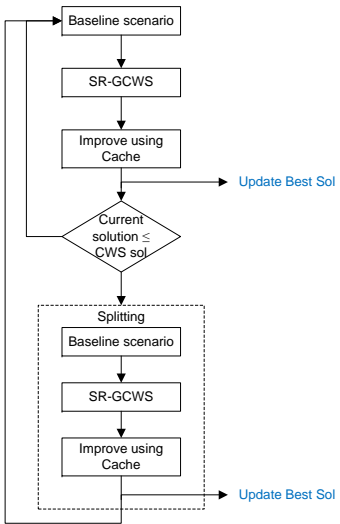 Baseline scenario
SR-GCWS
Improve using
Cache
Update Best Sol
Current
solution ≤
CWS sol
Splitting
Baseline scenario
SR-GCWS
Improve using
Cache
Update Best Sol